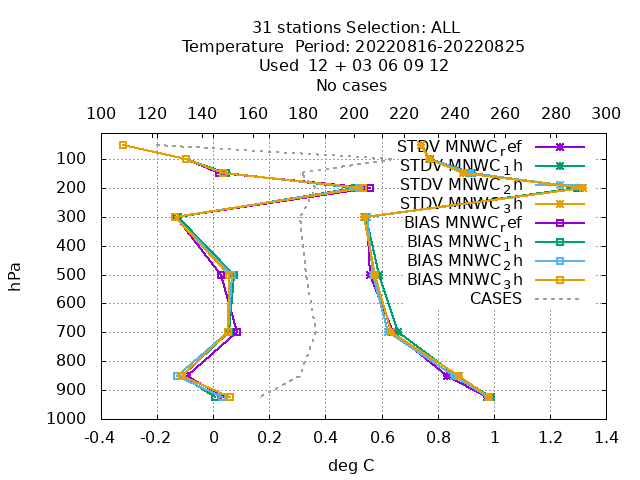 31 stations Selection: ALL
Temperature  Period: 20220816-20220825
Used  12 + 03 06 09 12
No cases
100 120 140 160 180 200 220 240 260 280 300
STDV MNWC_ref
STDV MNWC_1h
STDV MNWC_2h
STDV MNWC_3h
BIAS MNWC_ref
BIAS MNWC_1h
BIAS MNWC_2h
BIAS MNWC_3h
CASES
100
200
300
400
500
600
700
800
900
1000
hPa
-0.4 -0.2 0 0.2 0.4 0.6 0.8 1 1.2 1.4
deg C